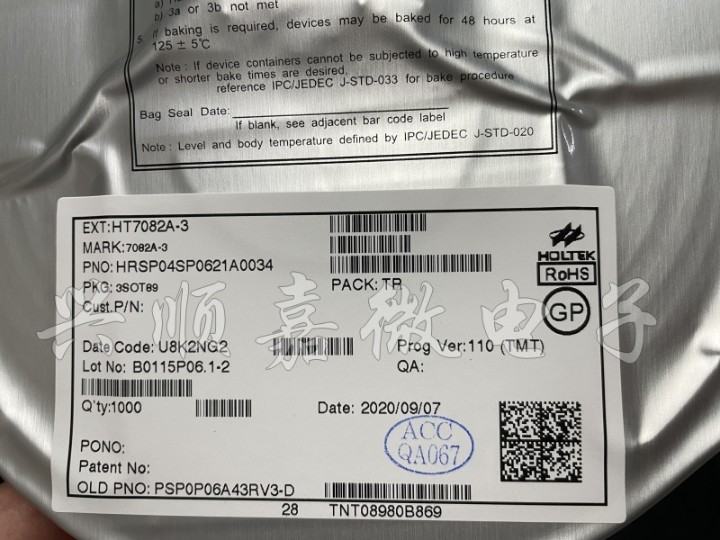 b) 3a or 3b not met
5. If baking is required, devices may be baked for 48 hours at
125 ± 5℃
Note : If device containers cannot be subjected to high temperature
or shorter bake times are desired,
reference IPC/JEDEC J-STD-033 for bake procedure
Bag Seal Date:
If blank, see adjacent bar code label
Note : Level and body temperature defined by IPC/JEDEC J-STD-020
EXT:HT7082A-3
MARK:7082A-3
PNO:HRSP04SP0621A0034
PKG: 3SOT89
PACK: TR
Cust.P/N:
HOLTEK
RoHS
GP
兴顺嘉微电子
Date Code: U8K2NG2
Prog Ver:110 (TMT)
Lot No: B0115P06.1-2
QA:
Q'ty:1000
Date: 2020/09/07
ACC
QA067
PONO:
Patent No:
OLD PNO: PSP0P06A43RV3-D
28 TNT08980B869